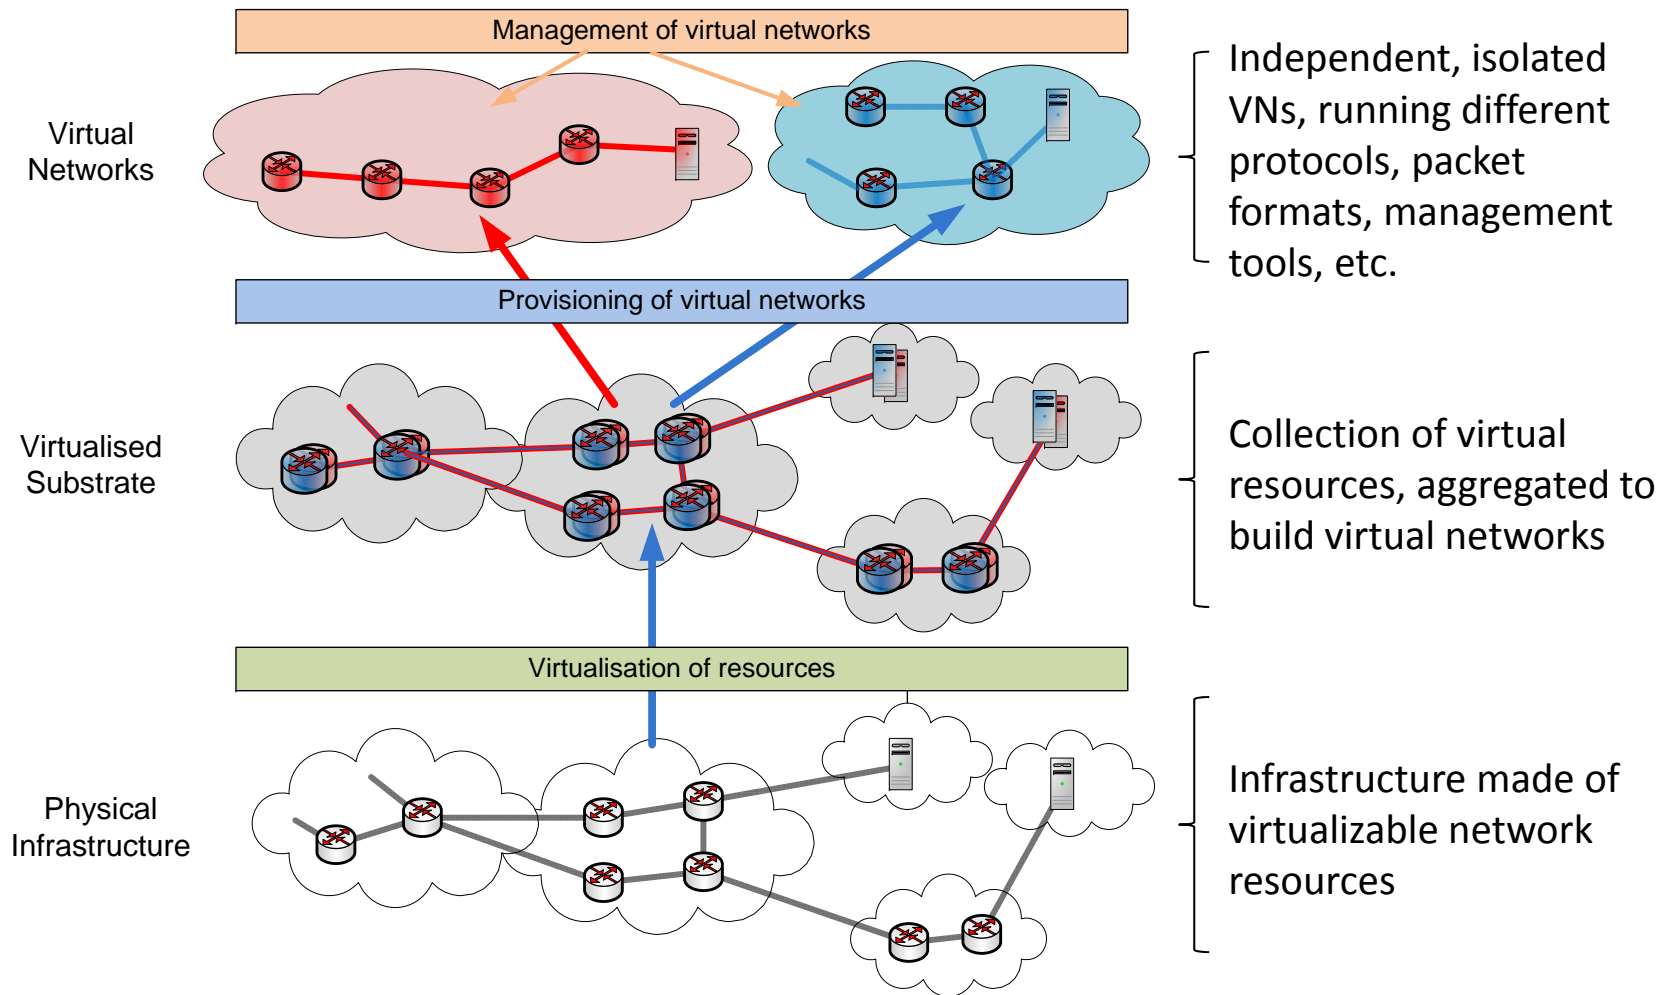 Management of virtual networks
Virtual
Networks
Independent, isolated
VNs, running different
protocols, packet
formats, management
tools, etc.
Provisioning of virtual networks
Virtualised
Substrate
Collection of virtual
resources, aggregated to
build virtual networks
Virtualisation of resources
Physical
Infrastructure
Infrastructure made of
virtualizable network
resources